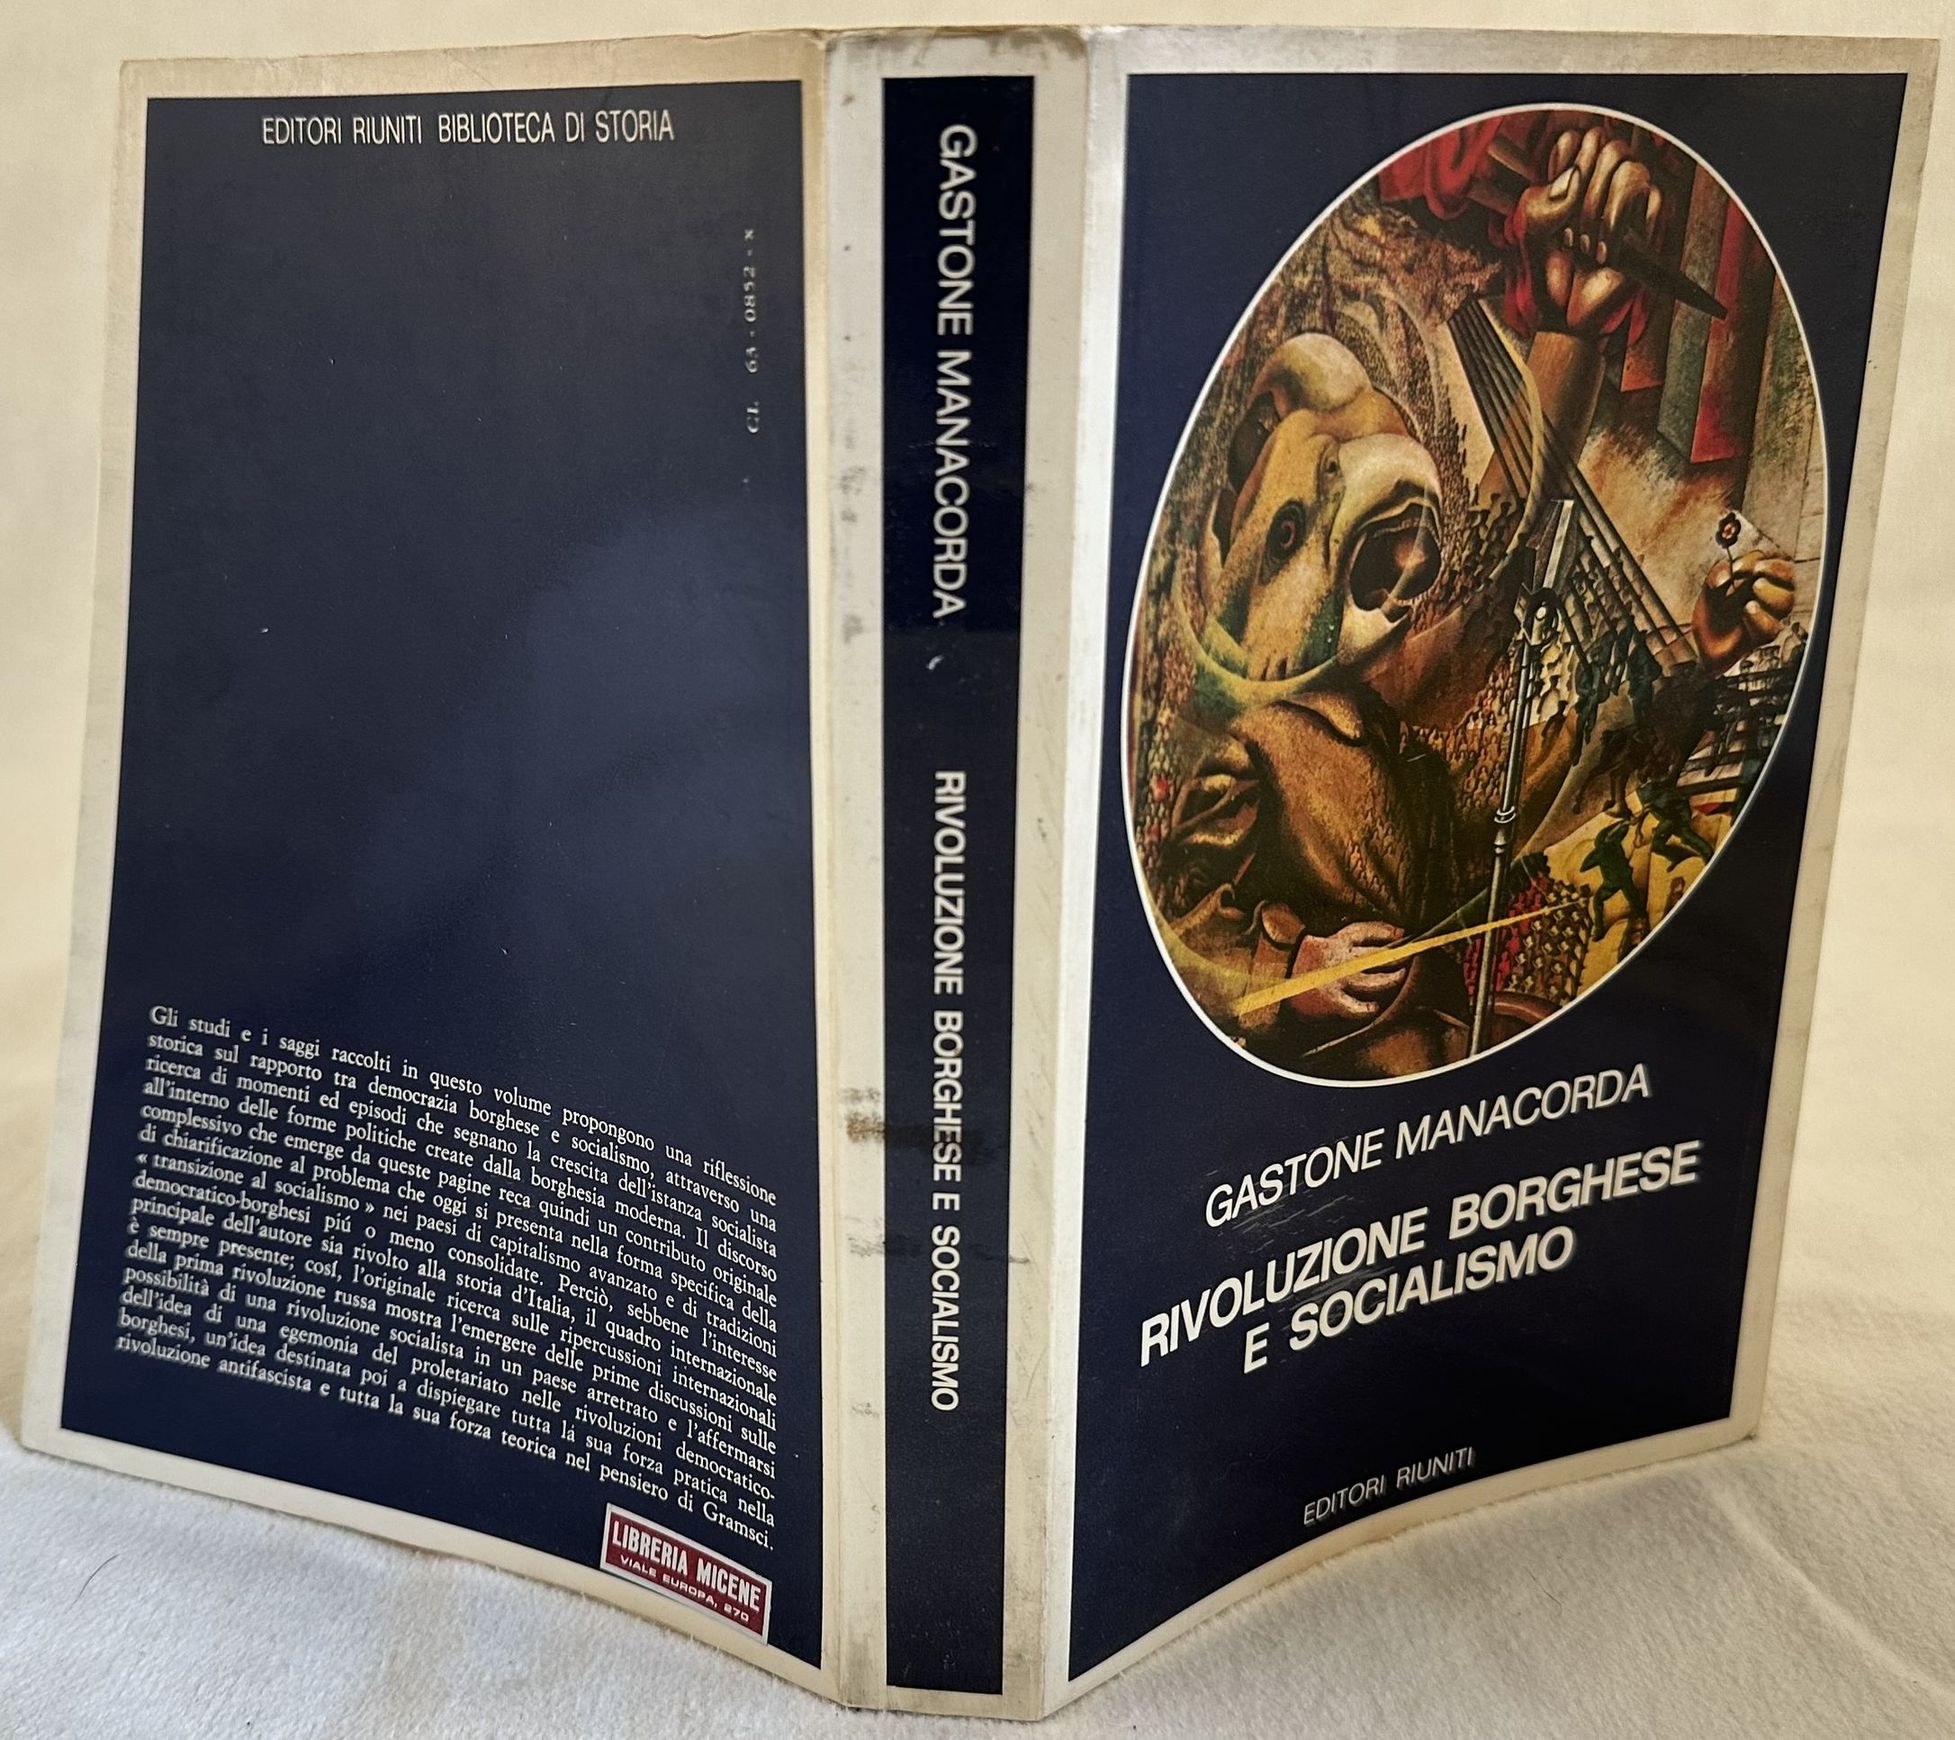 EDITORI RIUNITI BIBLIOTECA DI STORIA
CL 63 - 0852 - x
Gli studi e i saggi raccolti in questo volume propongono una riflessione
storica sul rapporto tra democrazia borghese e socialismo, attraverso una
ricerca di momenti ed episodi che segnano la crescita dell'istanza socialista
all'interno delle forme politiche create dalla borghesia moderna. Il discorso
complessivo che emerge da queste pagine reca quindi un contributo originale
di chiarificazione al problema che oggi si presenta nella forma specifica della
« transizione al socialismo » nei paesi di capitalismo avanzato e di tradizioni
democratico-borghesi piú o meno consolidate. Perciò, sebbene l'interesse
principale dell'autore sia rivolto alla storia d'Italia, il quadro internazionale
è sempre presente; cosí, l'originale ricerca sulle ripercussioni internazionali
della prima rivoluzione russa mostra l'emergere delle prime discussioni sulle
possibilità di una rivoluzione socialista in un paese arretrato e l'affermarsi
dell'idea di una egemonia del proletariato nelle rivoluzioni democratico-
borghesi, un'idea destinata poi a dispiegare tutta la sua forza pratica nella
rivoluzione antifascista e tutta la sua forza teorica nel pensiero di Gramsci.
LIBRERIA MICENE
VIALE EUROPA, 270
GASTONE MANACORDA RIVOLUZIONE BORGHESE E SOCIALISMO
GASTONE MANACORDA
RIVOLUZIONE BORGHESE
E SOCIALISMO
EDITORI RIUNITI